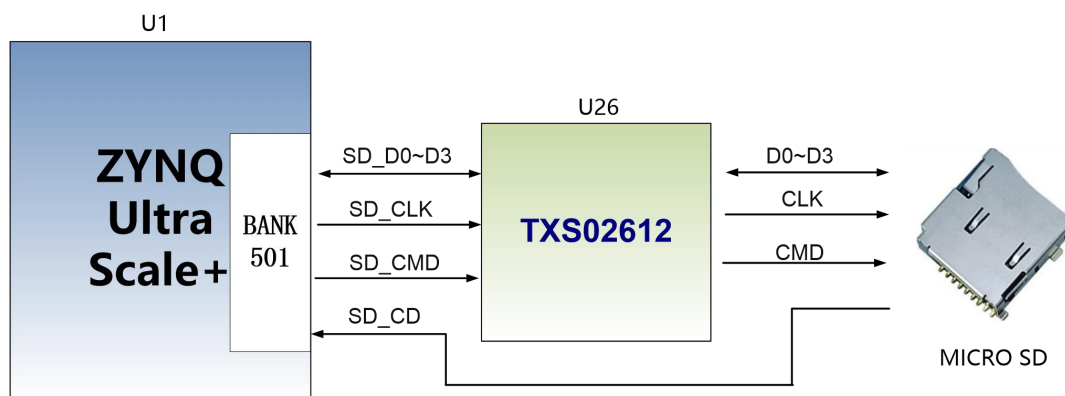 U1
U26
ZYNQ
Ultra
Scale+
BANK
501
SD_D0~D3
SD_CLK
SD_CMD
SD_CD
TXS02612
D0~D3
CLK
CMD
MICRO SD